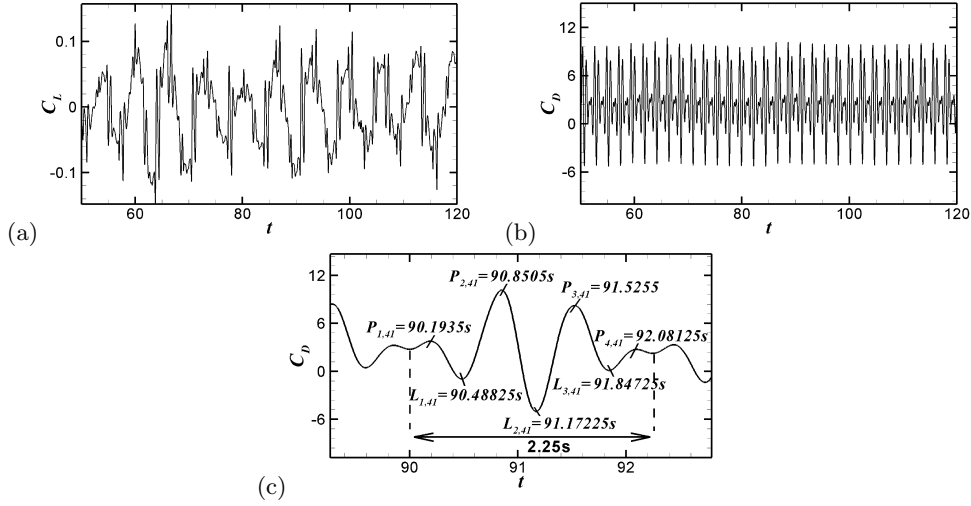 0.1
0
-0.1
C_L
60 80 100 120
t
(a)
12
6
0
-6
C_D
60 80 100 120
t
(b)
12
6
0
-6
C_D
P_{2,41}=90.8505s
P_{3,41}=91.5255
P_{1,41}=90.1935s
P_{4,41}=92.08125s
L_{1,41}=90.48825s
L_{3,41}=91.84725s
L_{2,41}=91.17225s
2.25s
90 91 92
t
(c)